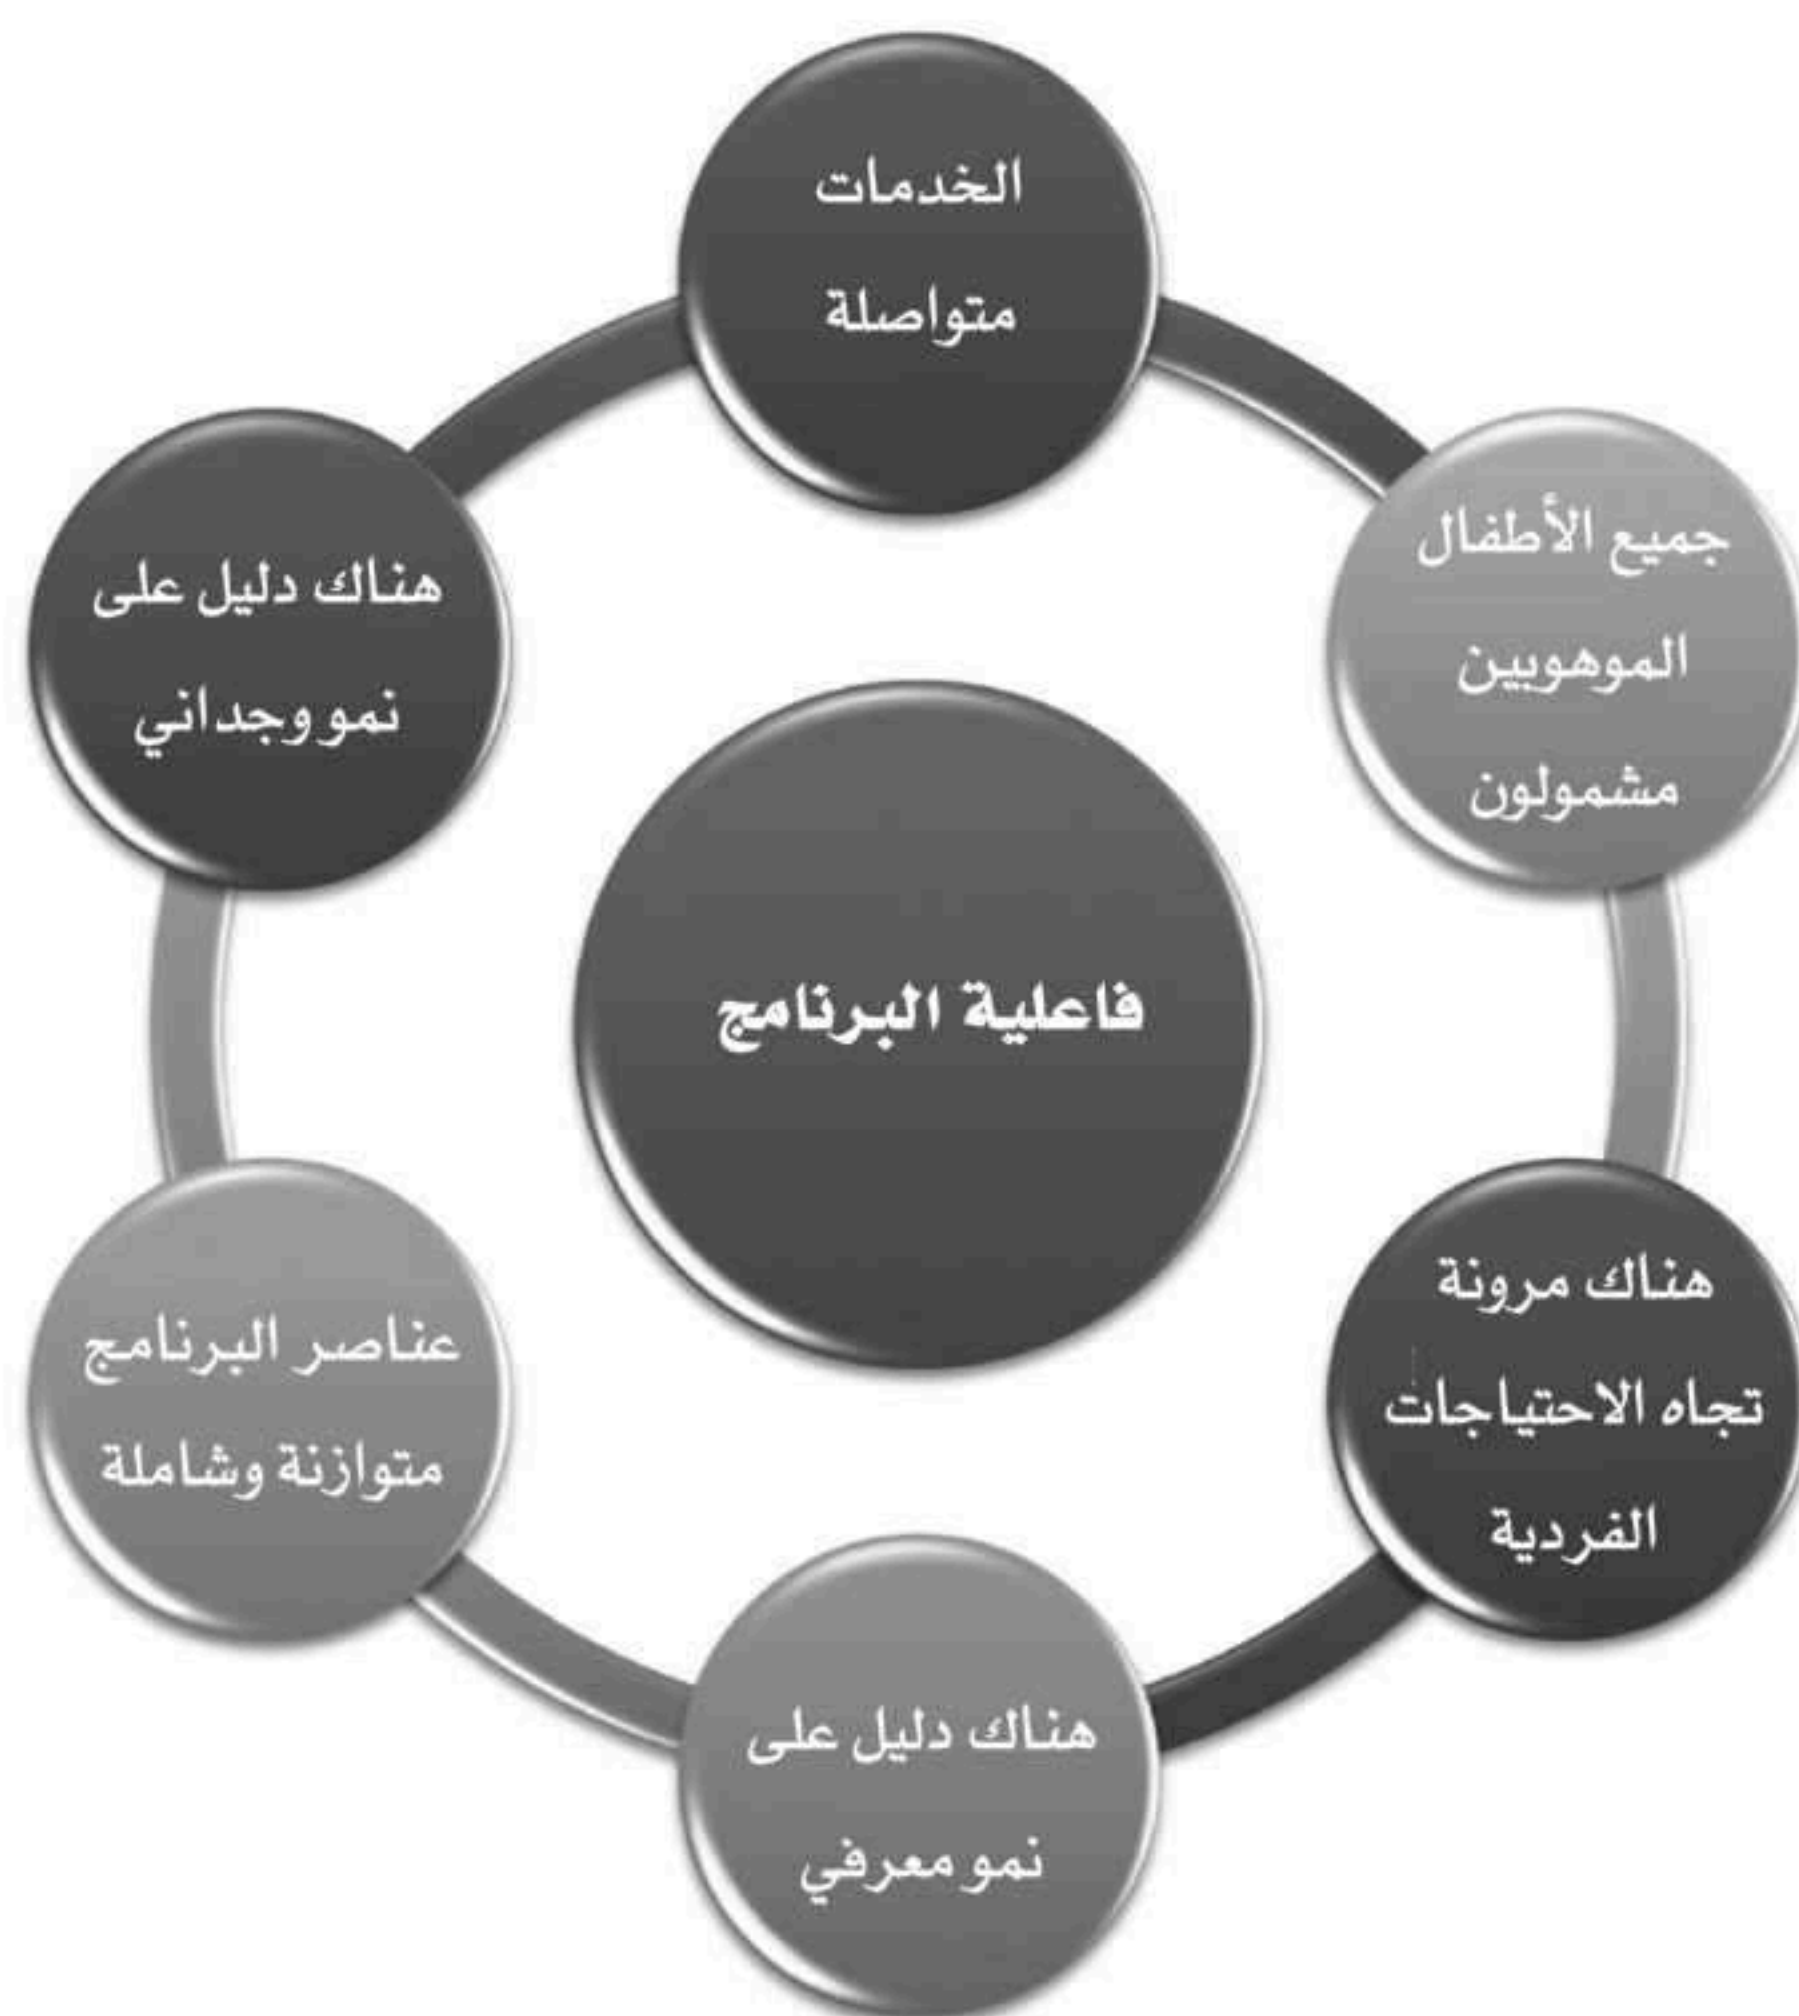 الخدمات
متواصلة
جميع الأطفال
الموهوبين
مشمولون
هناك مرونة
تجاه الاحتياجات
الفردية
هناك دليل على
نمو معرفي
عناصر البرنامج
متوازنة وشاملة
هناك دليل على
نمو وجداني
فاعلية البرنامج